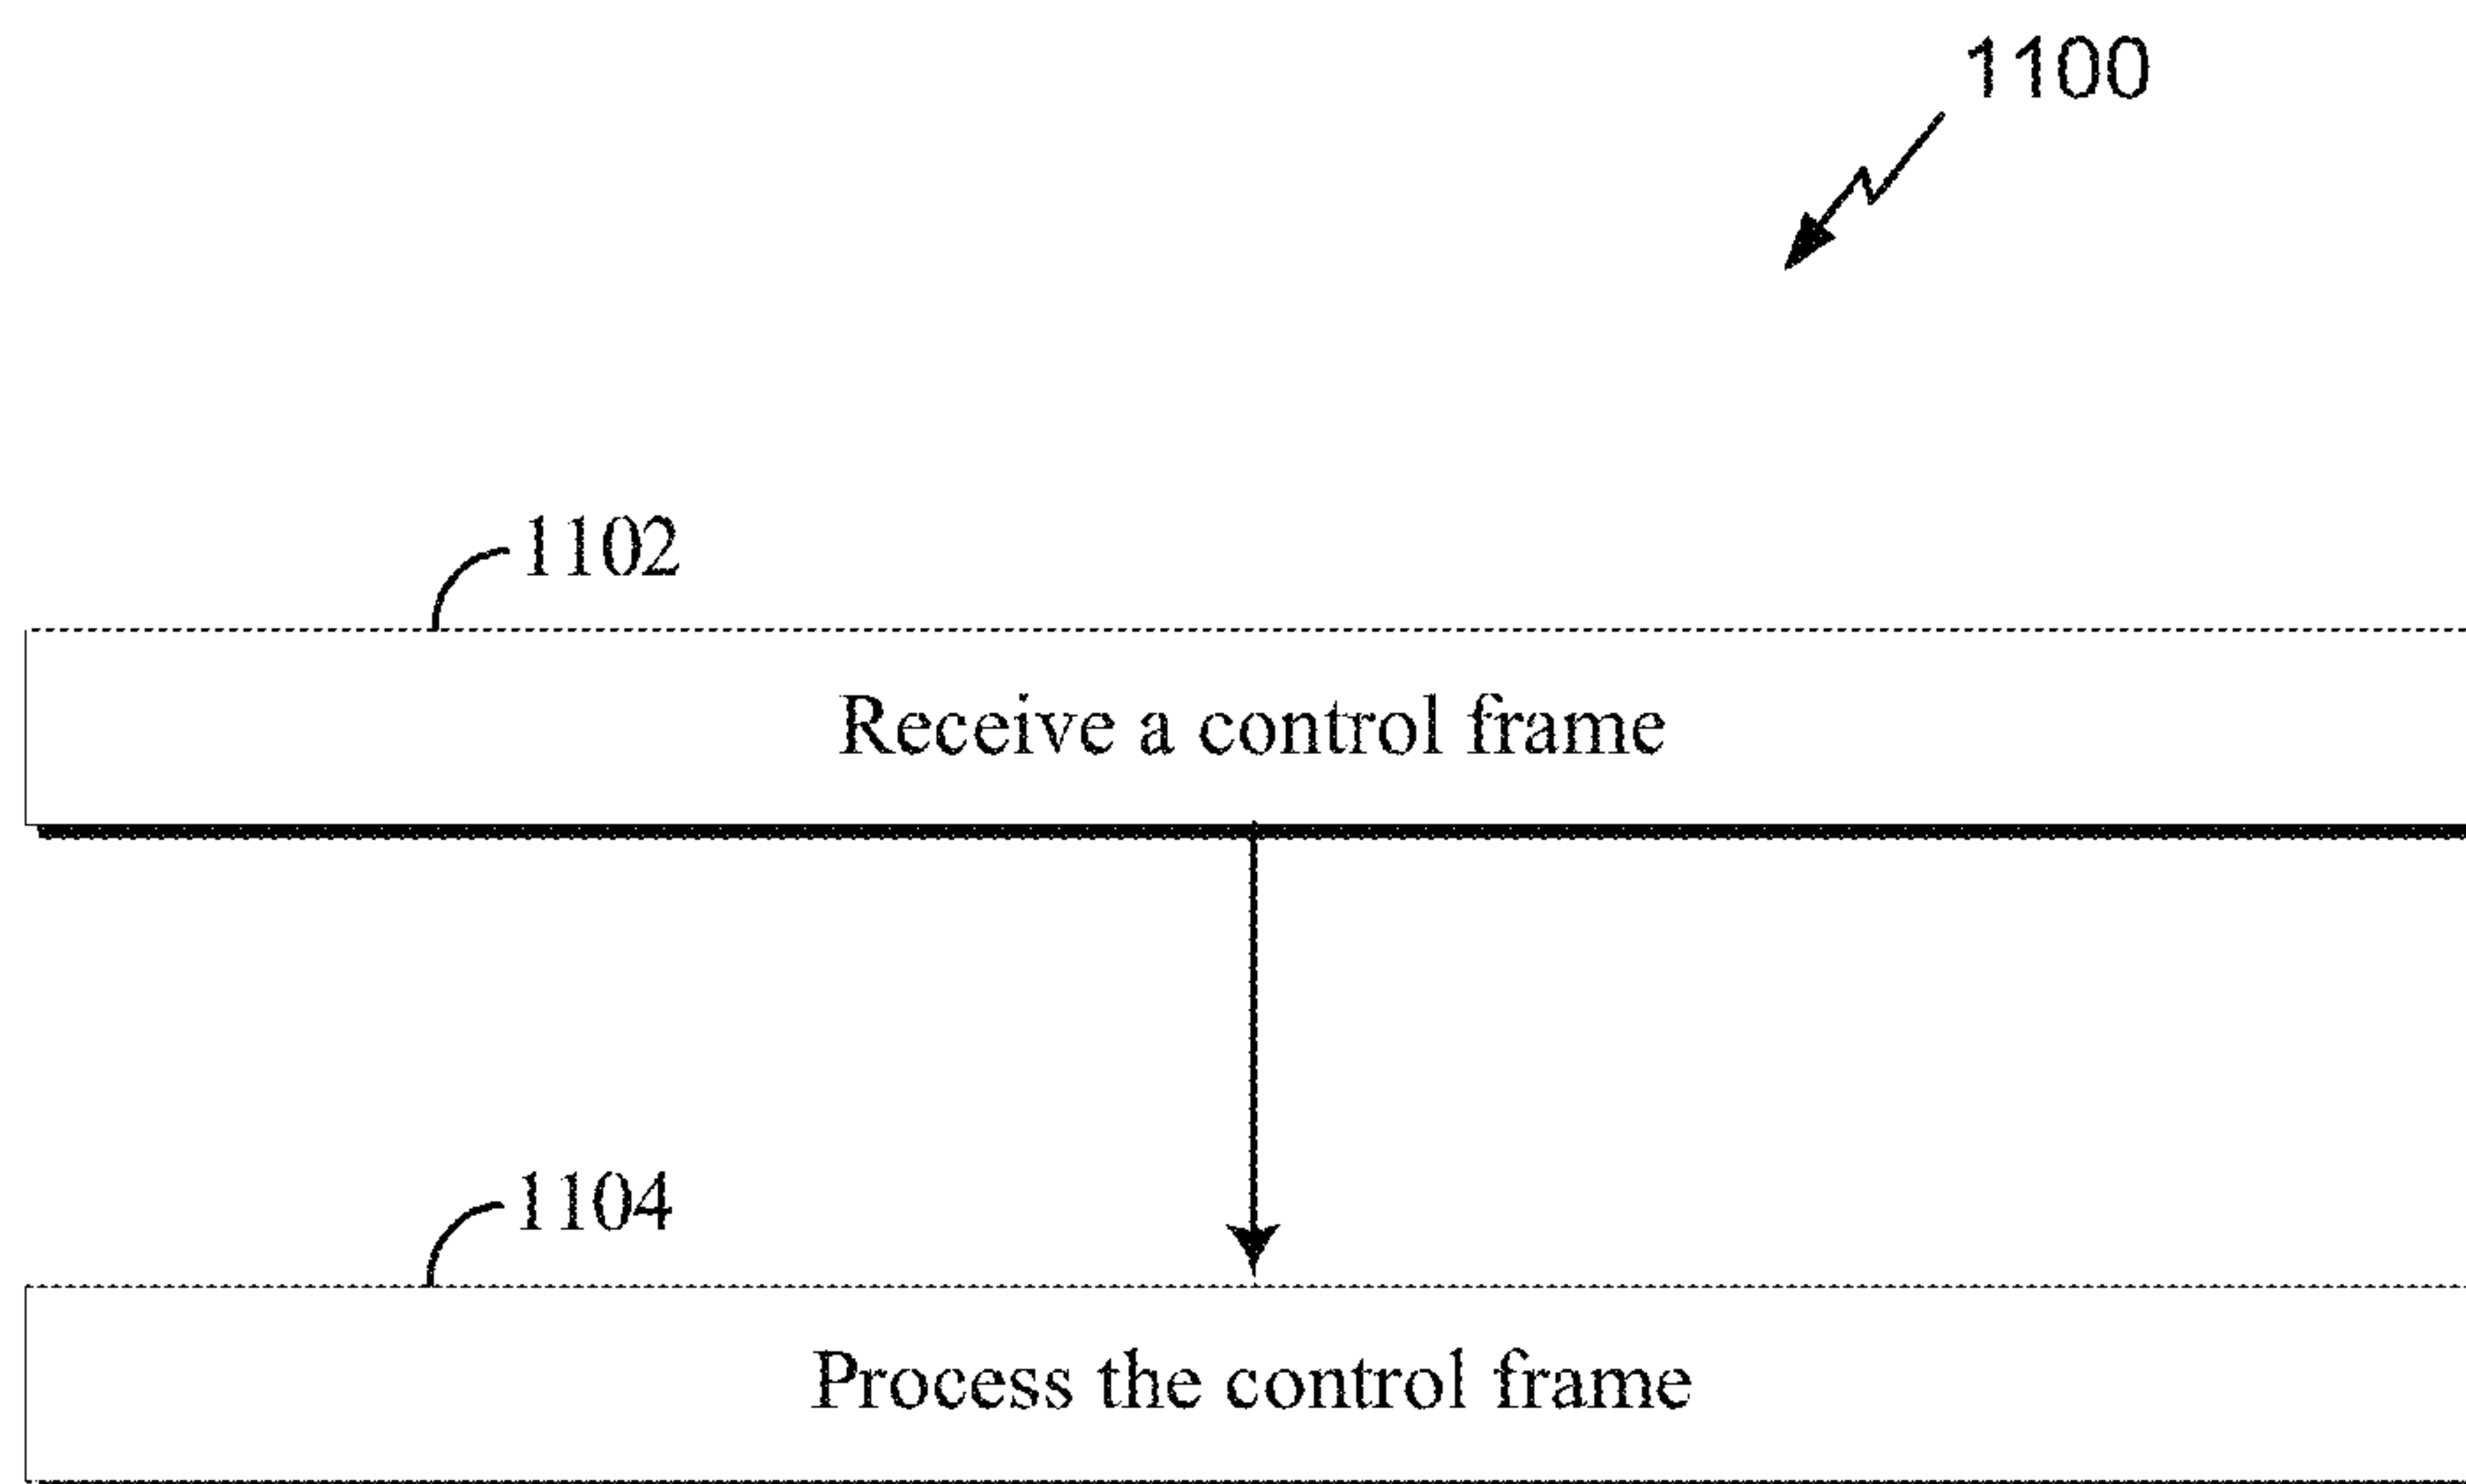 1100
1102
Receive a control frame
1104
Process the control frame